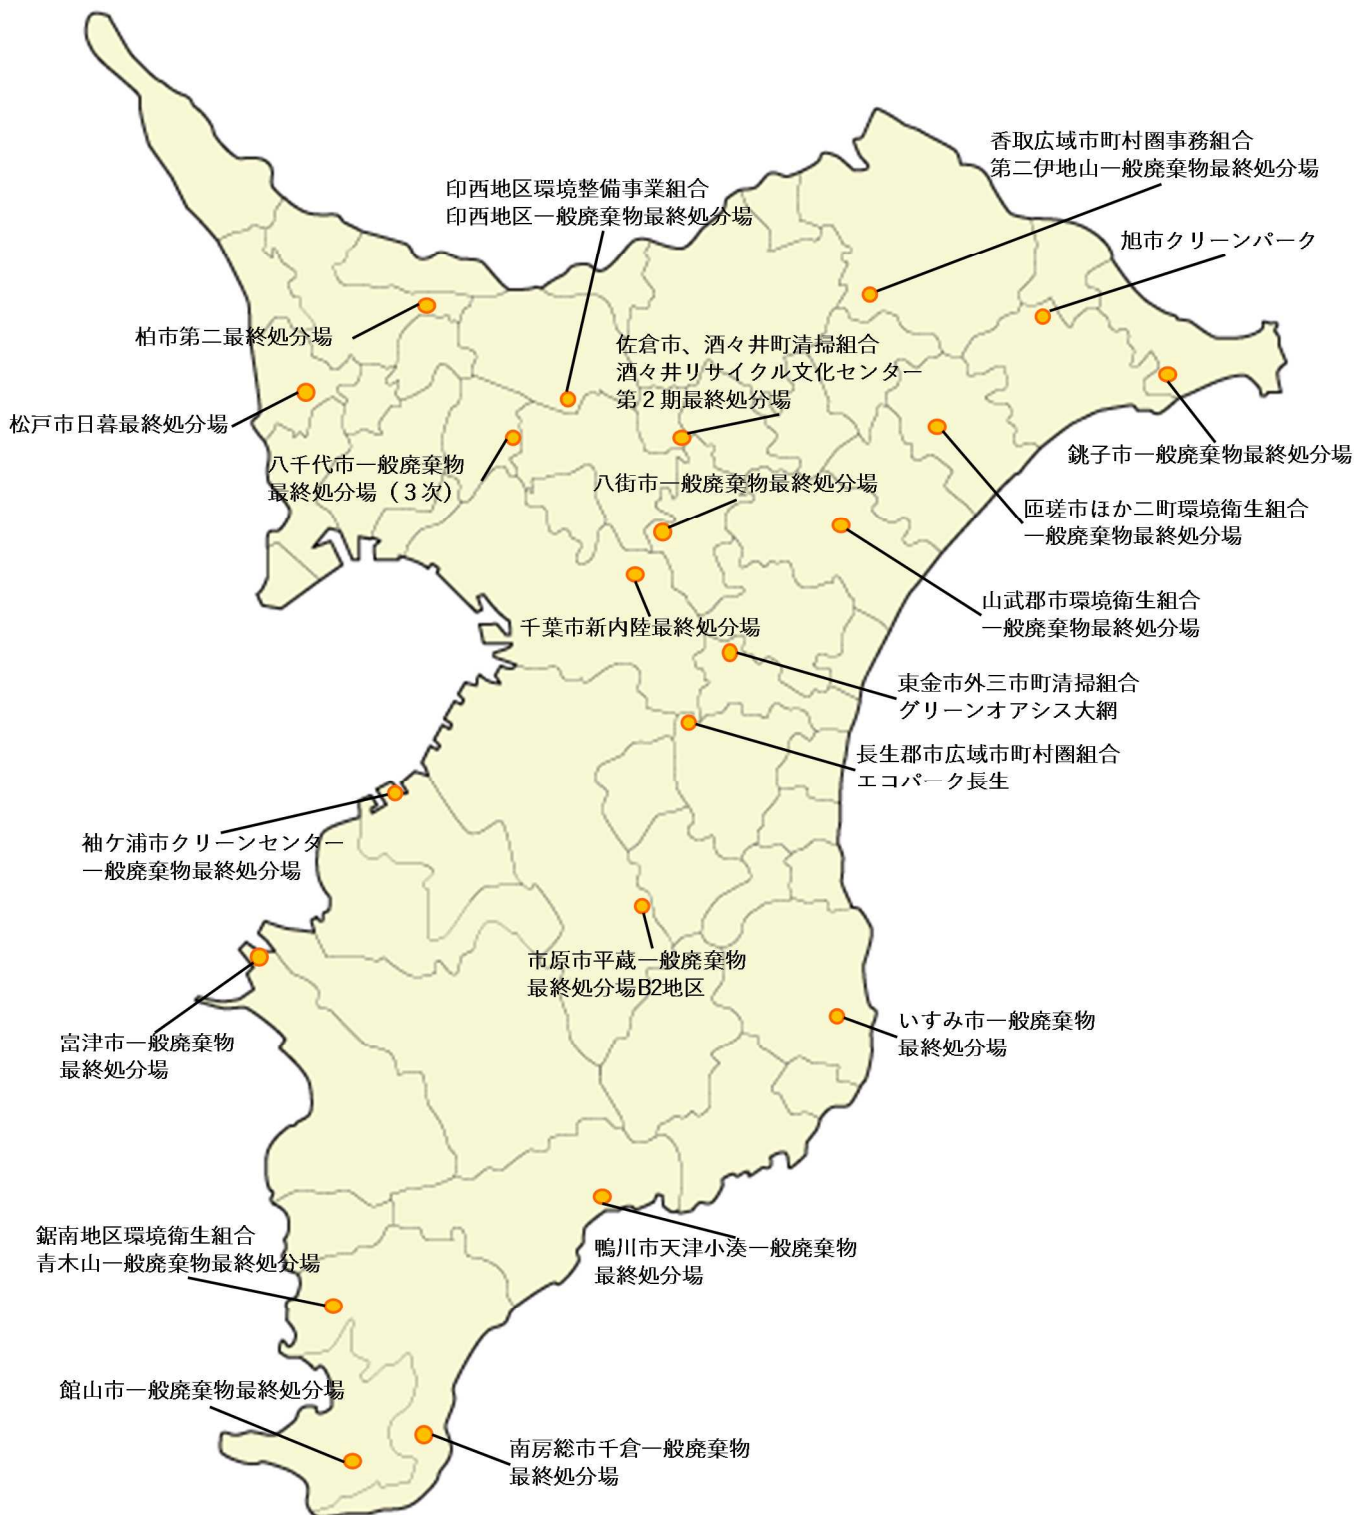 香取広域市町村圏事務組合
第二伊地山一般廃棄物最終処分場
印西地区環境整備事業組合
印西地区一般廃棄物最終処分場
旭市クリーンパーク
柏市第二最終処分場
佐倉市、酒々井町清掃組合
酒々井リサイクル文化センター
第２期最終処分場
松戸市日暮最終処分場
銚子市一般廃棄物最終処分場
八千代市一般廃棄物
最終処分場（３次）
八街市一般廃棄物最終処分場
匝瑳市ほか二町環境衛生組合
一般廃棄物最終処分場
山武郡市環境衛生組合
一般廃棄物最終処分場
千葉市新内陸最終処分場
東金市外三市町清掃組合
グリーンオアシス大網
長生郡市広域市町村圏組合
エコパーク長生
袖ケ浦市クリーンセンター
一般廃棄物最終処分場
市原市平蔵一般廃棄物
最終処分場B2地区
いすみ市一般廃棄物
最終処分場
富津市一般廃棄物
最終処分場
鋸南地区環境衛生組合
青木山一般廃棄物最終処分場
鴨川市天津小湊一般廃棄物
最終処分場
館山市一般廃棄物最終処分場
南房総市千倉一般廃棄物
最終処分場